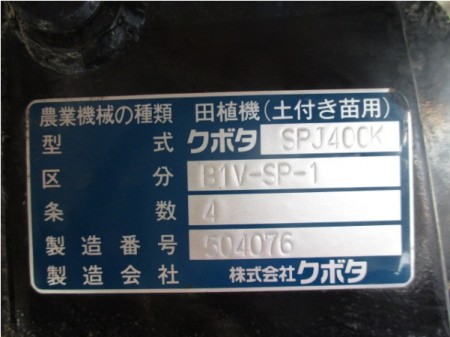 農業機械の種類 田植機(土付き苗用)
型式 クボタ SPJ400K
区分 B1V-SP-1
条数 4
製造番号 504076
製造会社 株式会社クボタ